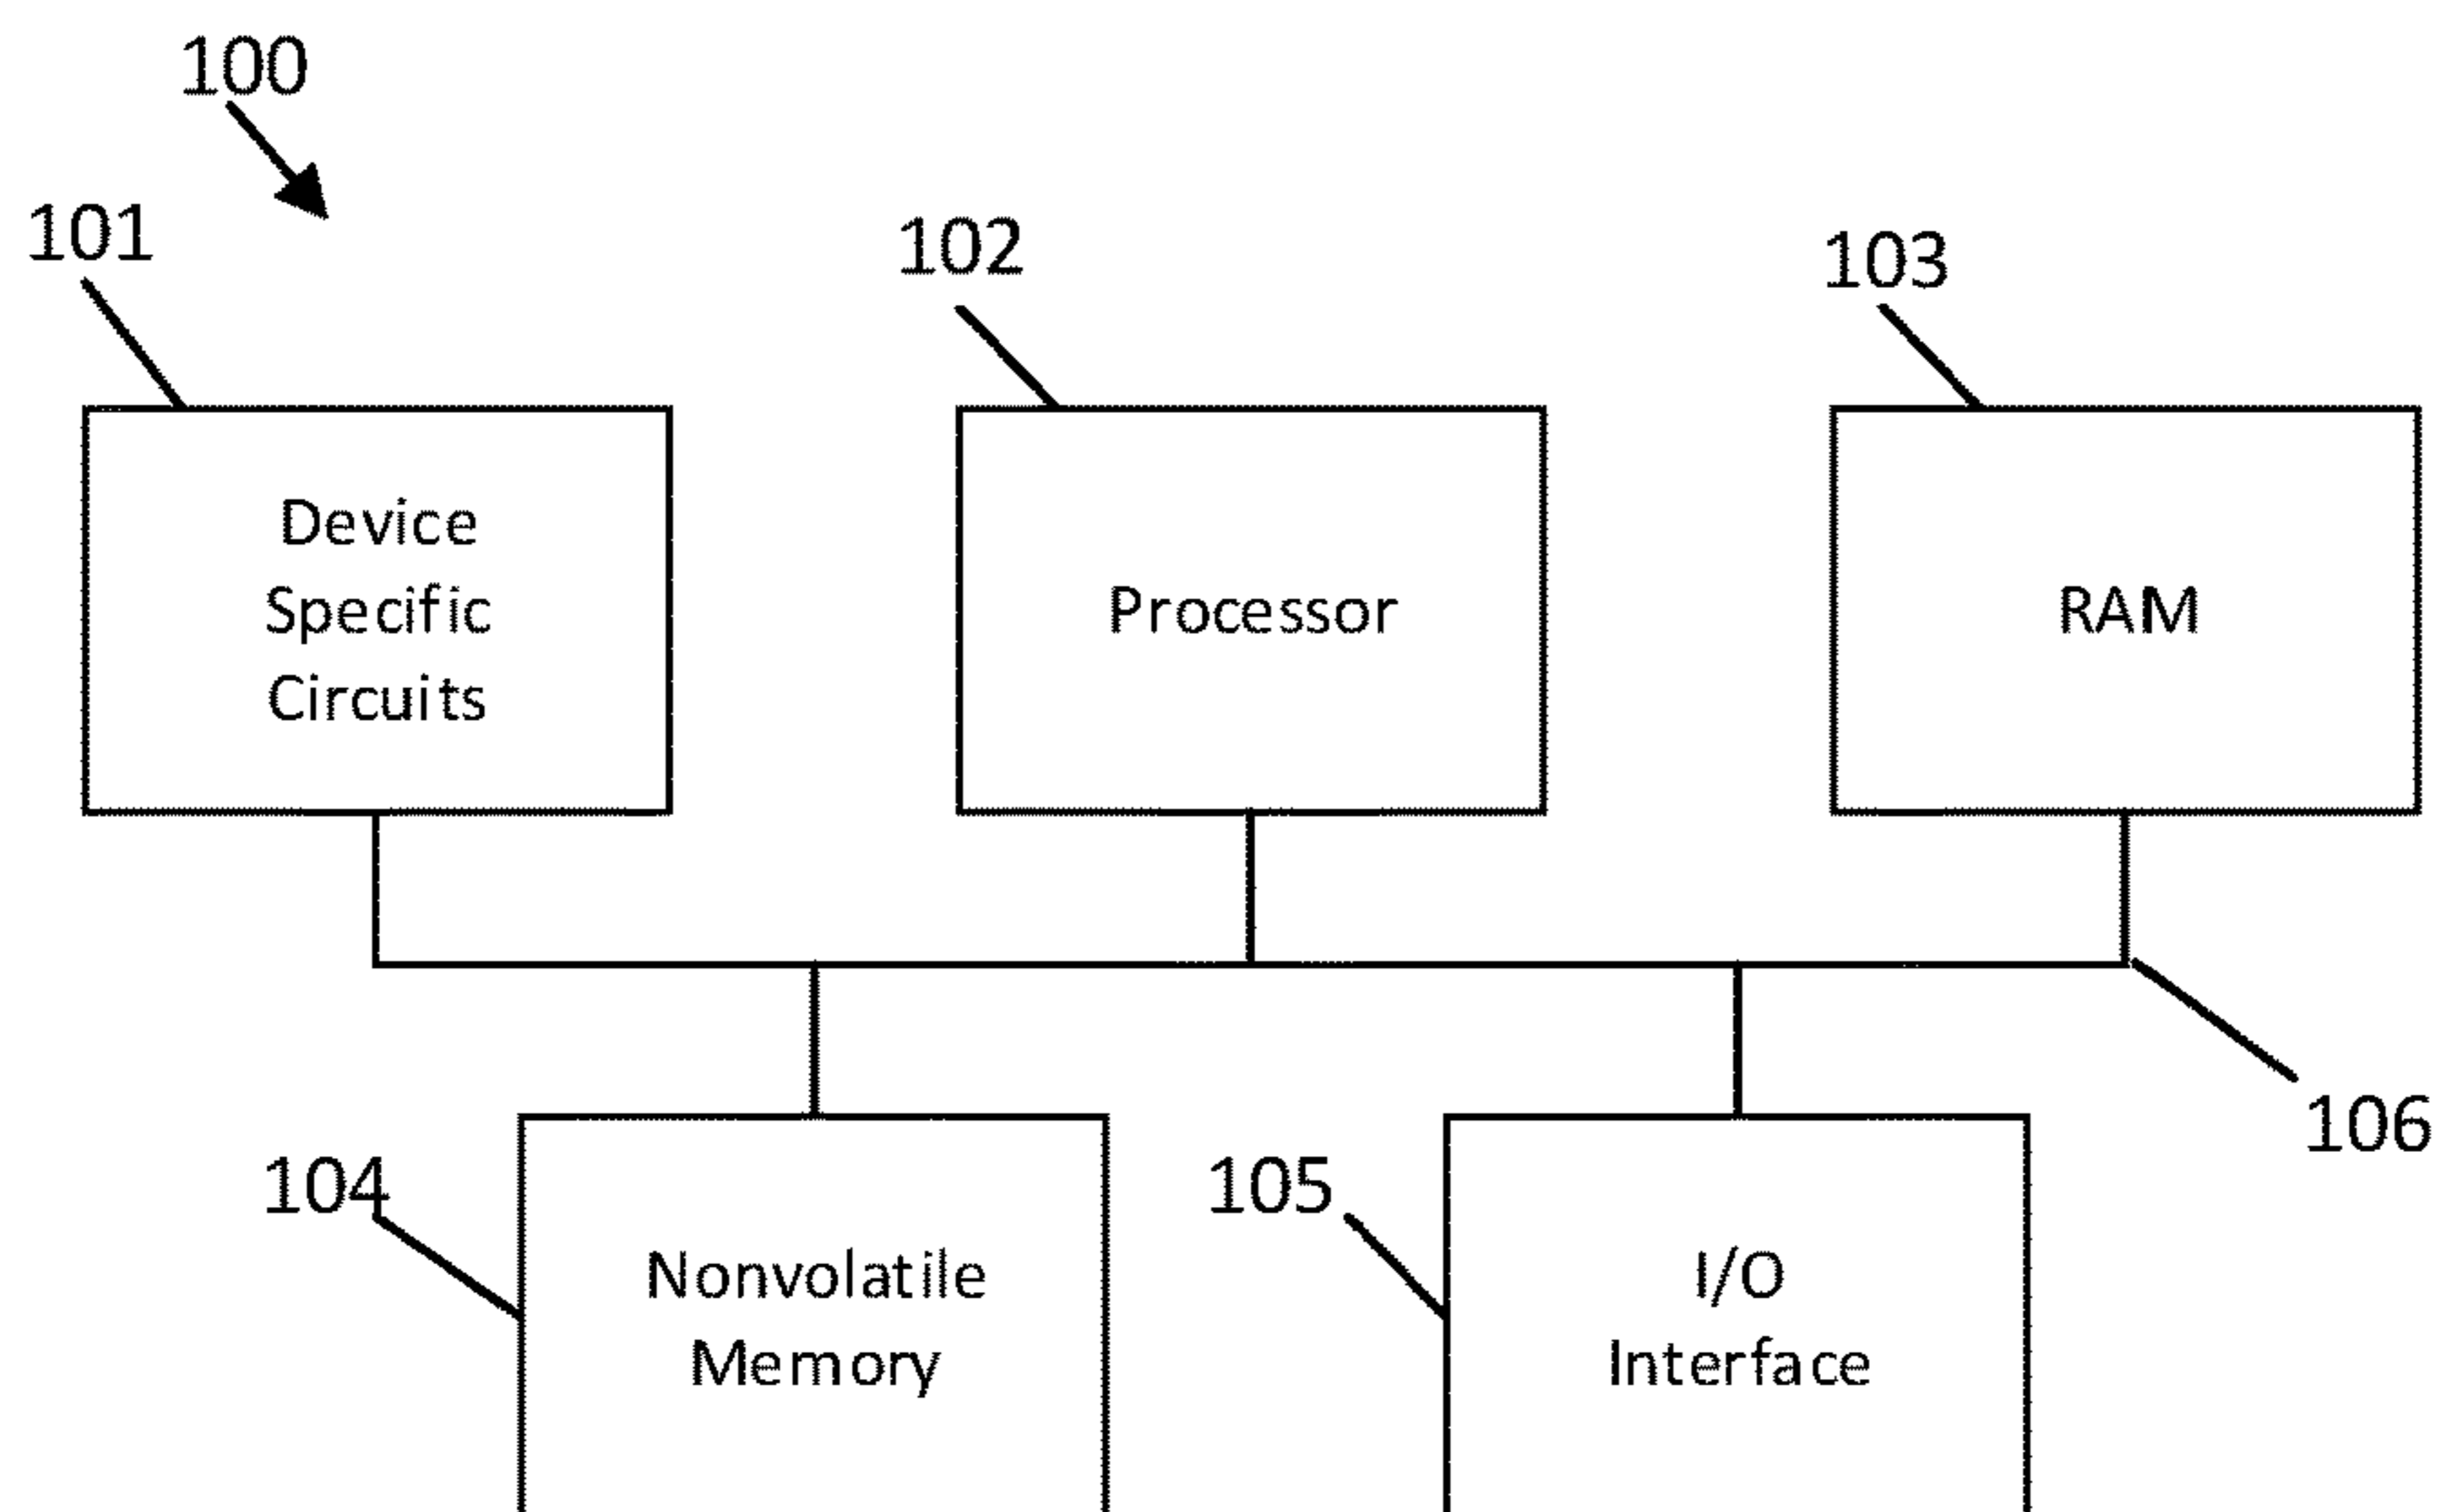 100
101
102
103
Device
Specific
Circuits
Processor
RAM
106
104
105
Nonvolatile
Memory
I/O
Interface